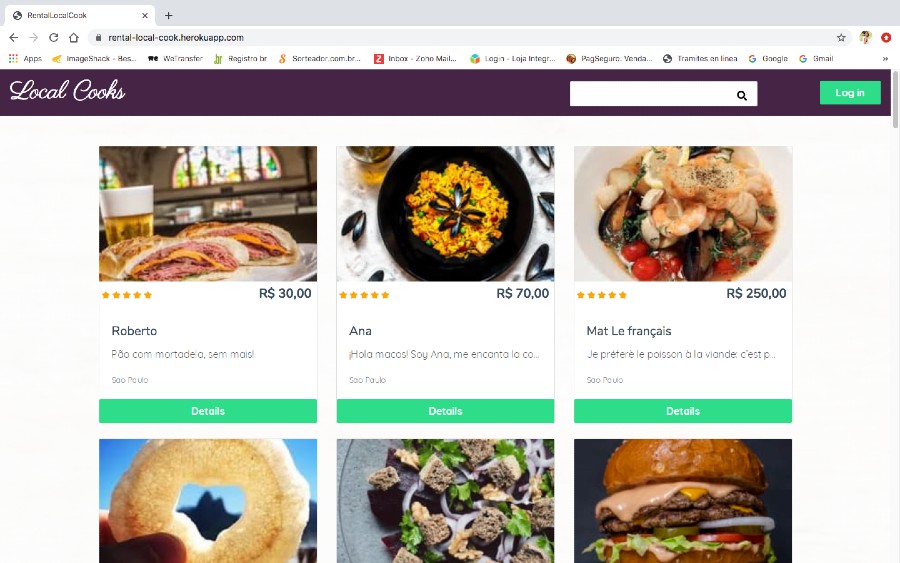 RentalLocalCook
rental-local-cook.herokuapp.com
Apps ImageShack - Bes... WeTransfer Registro br Sorteador.com.br... Inbox - Zoho Mail... Login - Loja Integr... PagSeguro: Venda... Tramites en linea Google Gmail »
Local Cooks
Log in
R$ 30,00
R$ 70,00
R$ 250,00
Roberto
Ana
Mat Le français
Pão com mortadela, sem mais!
¡Hola macos! Soy Ana, me encanta la co...
Je préferè le poisson à la viande: c'est p...
Sao Paulo
Sao Paulo
Sao Paulo
Details
Details
Details